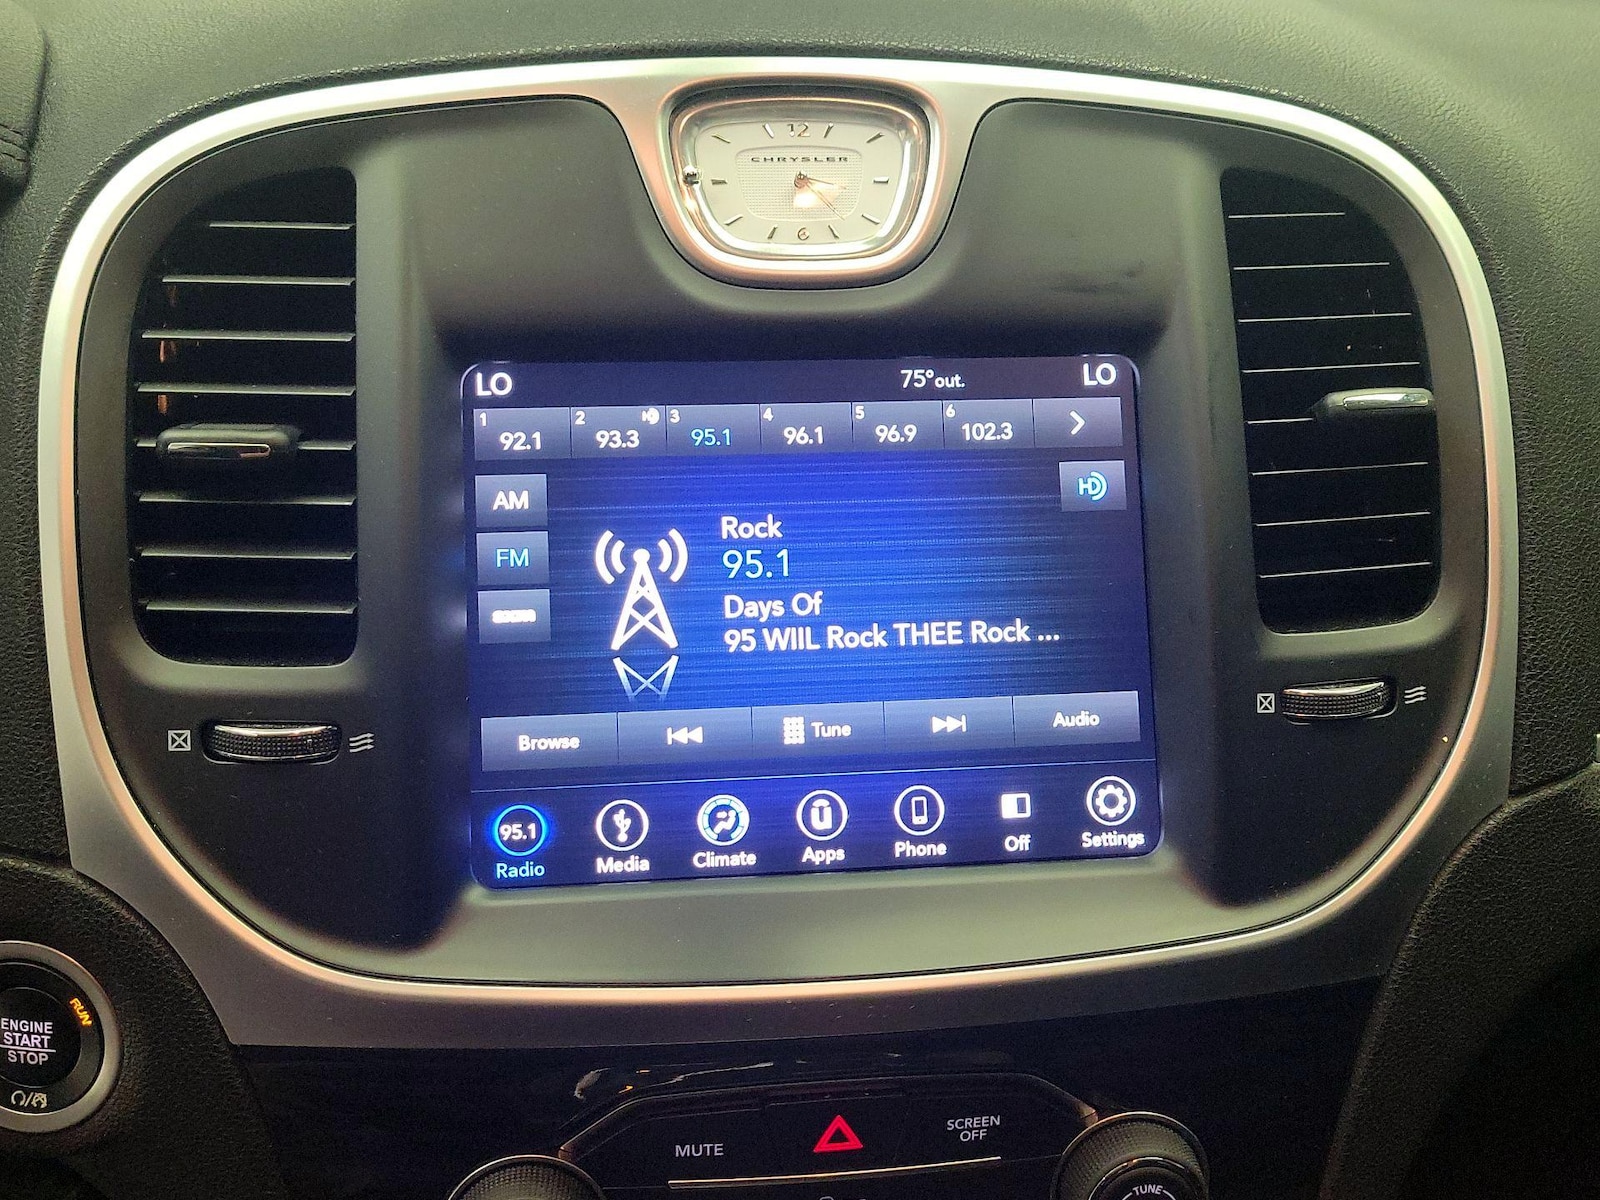 12
CHRYSLER
6
LO 75°out. LO
1 92.1 2 93.3 HD 3 95.1 4 96.1 5 96.9 6 102.3
AM
HD
FM
Rock
95.1
Days Of
95 WIIL Rock THEE Rock ...
Browse Tune Audio
95.1
Radio Media Climate Apps Phone Off Settings
RUN
ENGINE
START
STOP
MUTE
SCREEN
OFF
TUNE